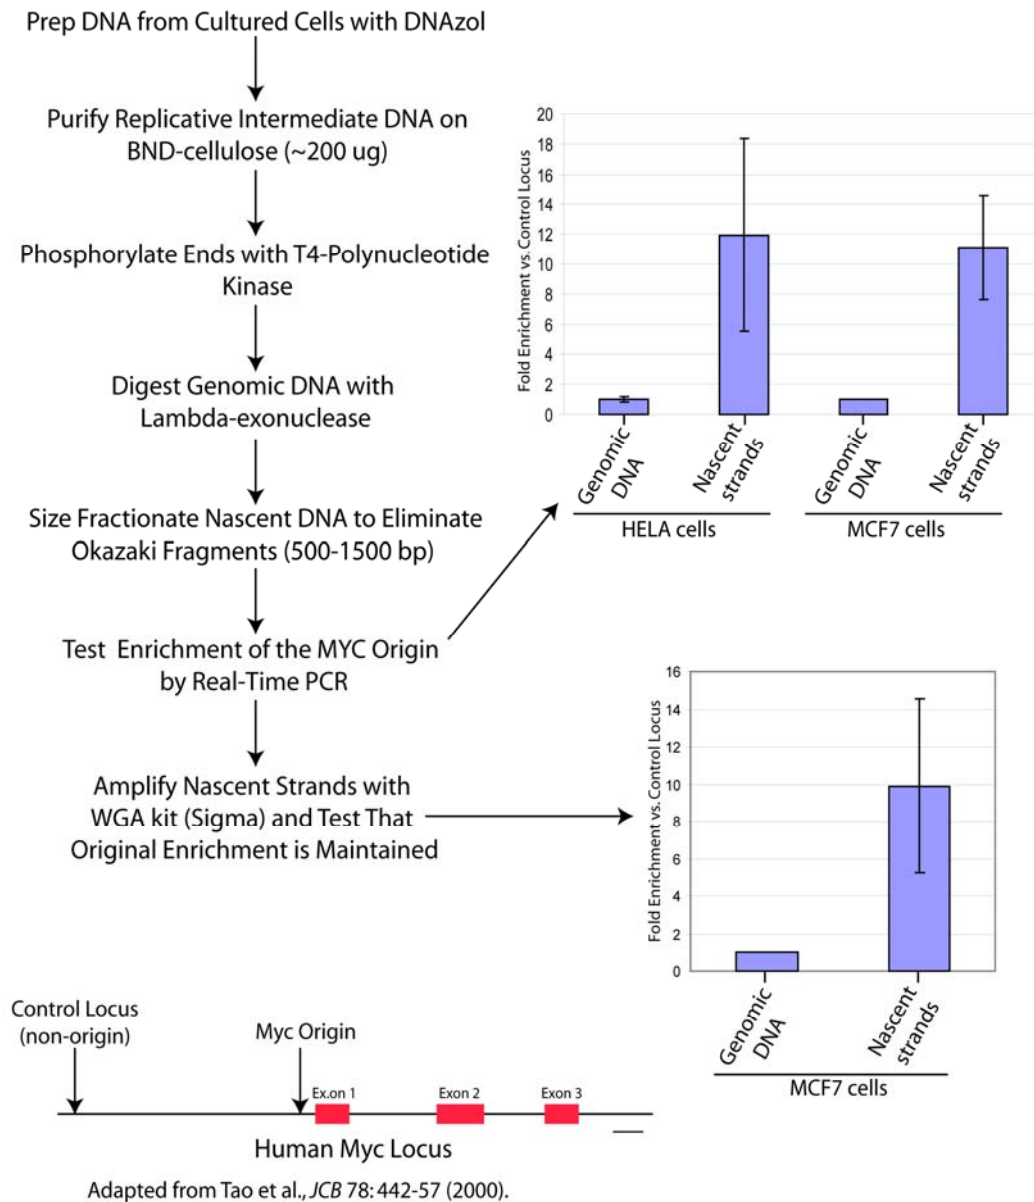 Prep DNA from Cultured Cells with DNAzol
Purify Replicative Intermediate DNA on
BND-cellulose (~200 ug)
Phosphorylate Ends with T4-Polynucleotide
Kinase
Digest Genomic DNA with
Lambda-exonuclease
Size Fractionate Nascent DNA to Eliminate
Okazaki Fragments (500-1500 bp)
Test Enrichment of the MYC Origin
by Real-Time PCR
Amplify Nascent Strands with
WGA kit (Sigma) and Test That
Original Enrichment is Maintained
Fold Enrichment vs. Control Locus
20
18
16
14
12
10
8
6
4
2
0
Genomic
DNA
Nascent
strands
Genomic
DNA
Nascent
strands
HELA cells
MCF7 cells
Fold Enrichment vs. Control Locus
16
14
12
10
8
6
4
2
0
Genomic
DNA
Nascent
strands
MCF7 cells
Control Locus
(non-origin)
Myc Origin
Ex.on 1
Exon 2
Exon 3
Human Myc Locus
Adapted from Tao et al., JCB 78: 442-57 (2000).